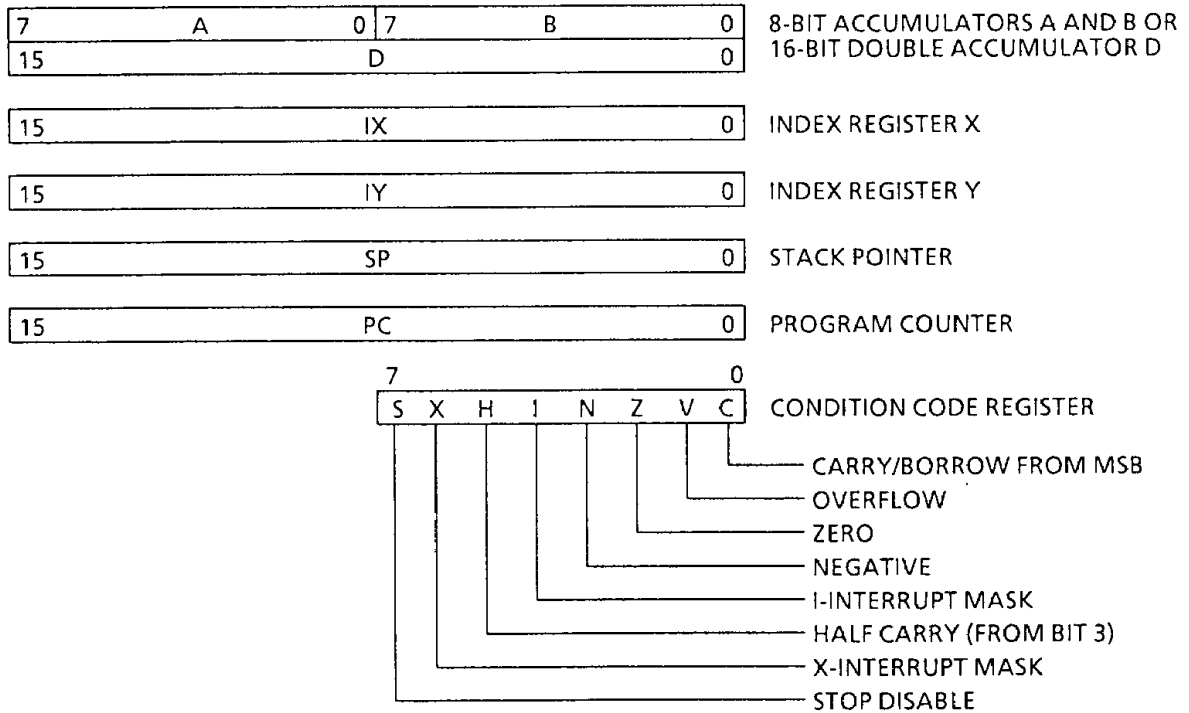 7 A 0 7 B 0 8-BIT ACCUMULATORS A AND B OR
15 D 0 16-BIT DOUBLE ACCUMULATOR D
15 IX 0 INDEX REGISTER X
15 IY 0 INDEX REGISTER Y
15 SP 0 STACK POINTER
15 PC 0 PROGRAM COUNTER
7 0
S X H I N Z V C CONDITION CODE REGISTER
CARRY/BORROW FROM MSB
OVERFLOW
ZERO
NEGATIVE
I-INTERRUPT MASK
HALF CARRY (FROM BIT 3)
X-INTERRUPT MASK
STOP DISABLE